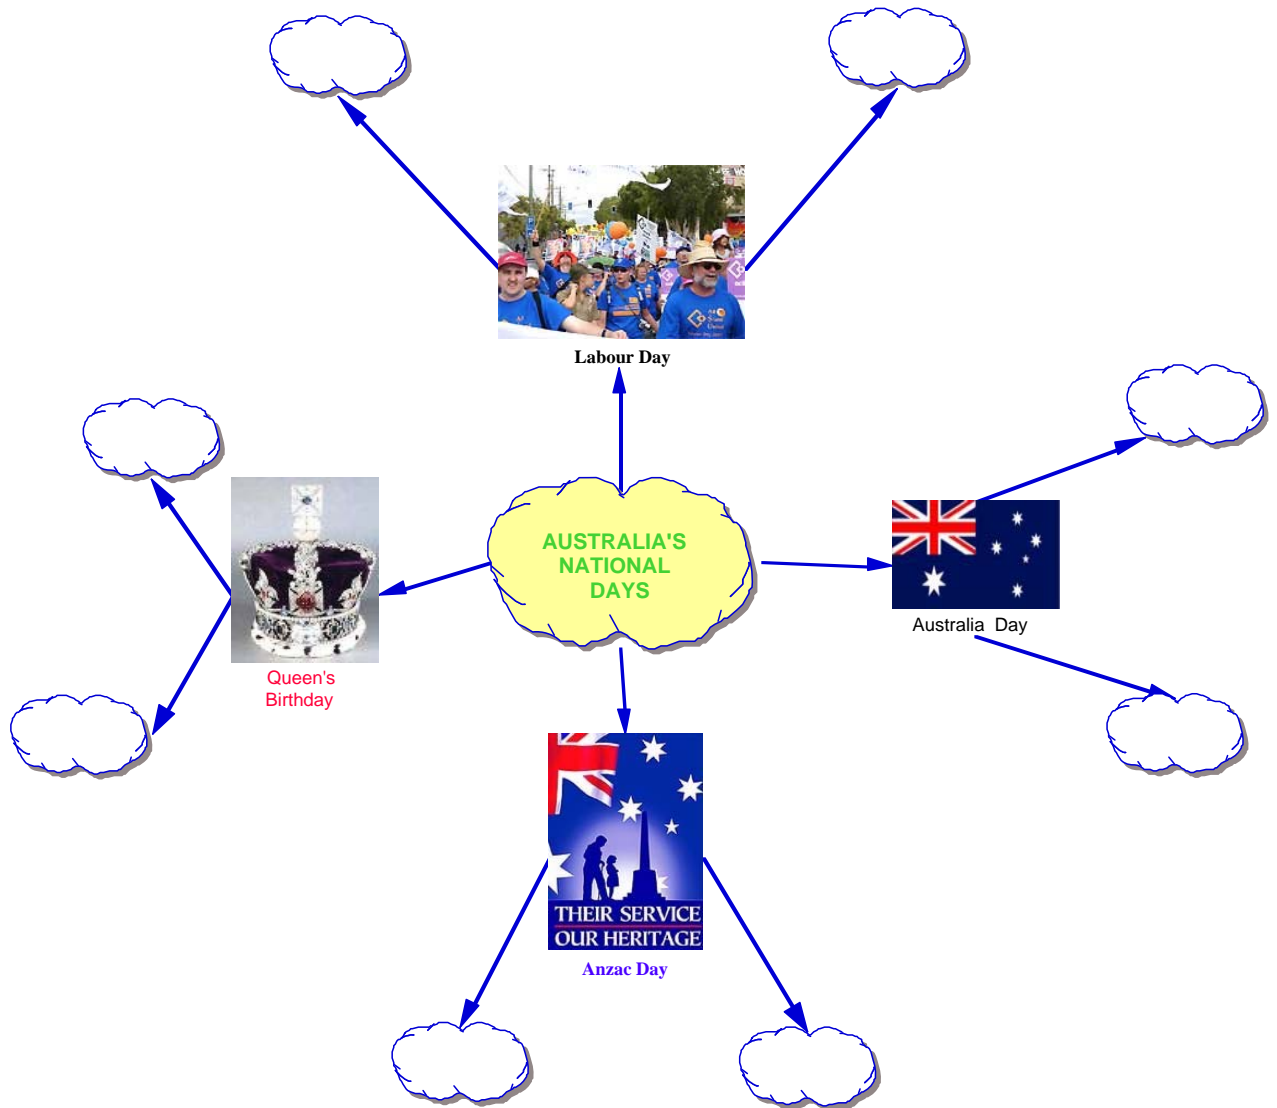 Labour Day
AUSTRALIA'S
NATIONAL
DAYS
Australia Day
Queen's
Birthday
THEIR SERVICE
OUR HERITAGE
Anzac Day